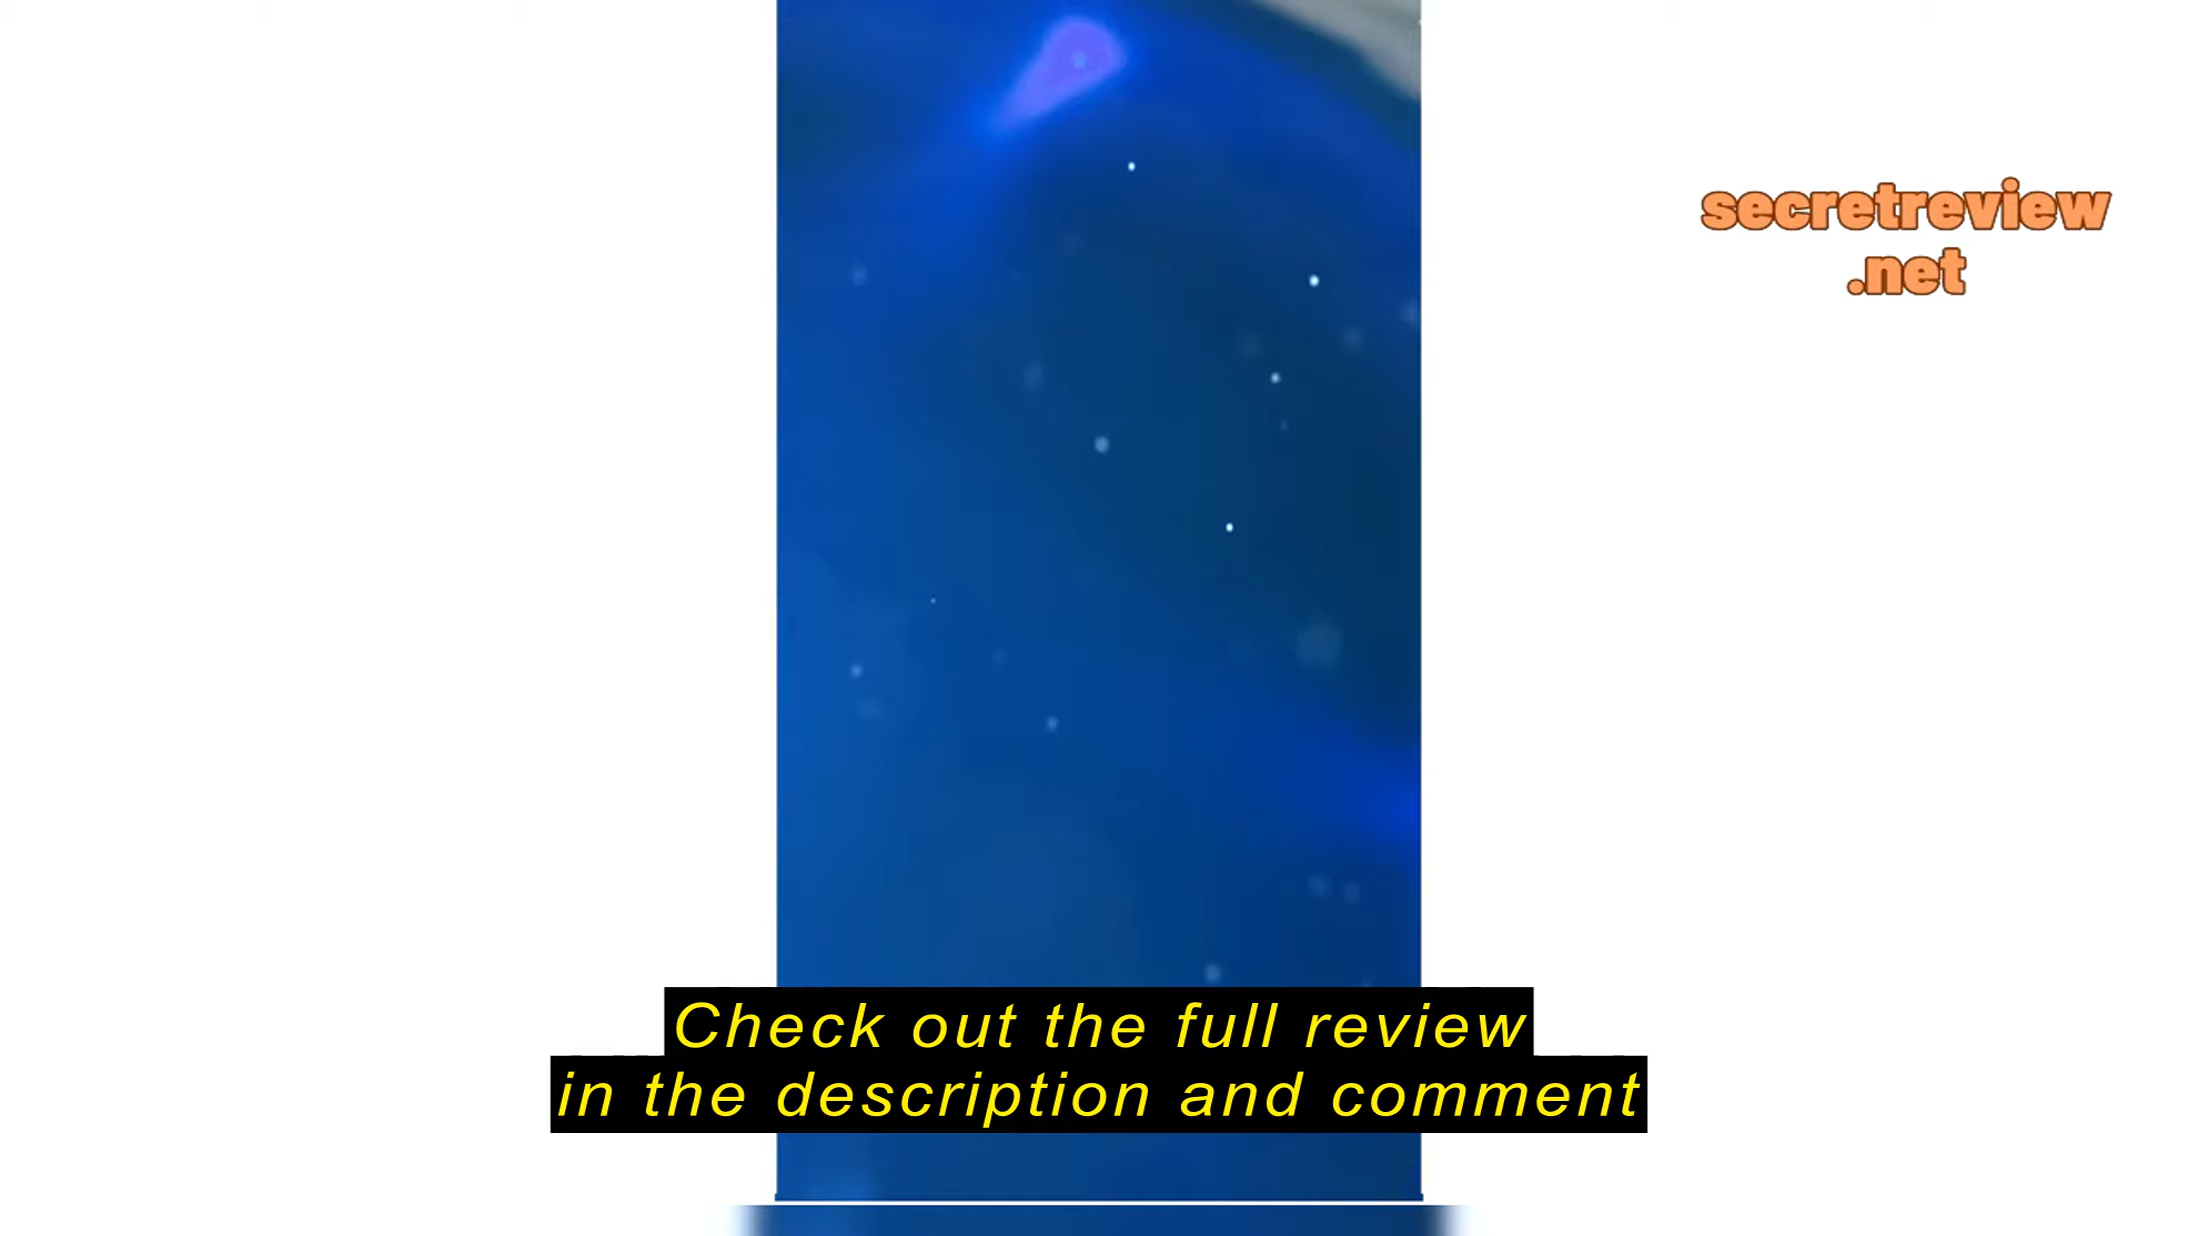 secretreview
.net
Check out the full review
in the description and comment